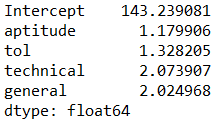 Intercept    143.239081
aptitude       1.179906
tol            1.328205
technical      2.073907
general        2.024968
dtype: float64